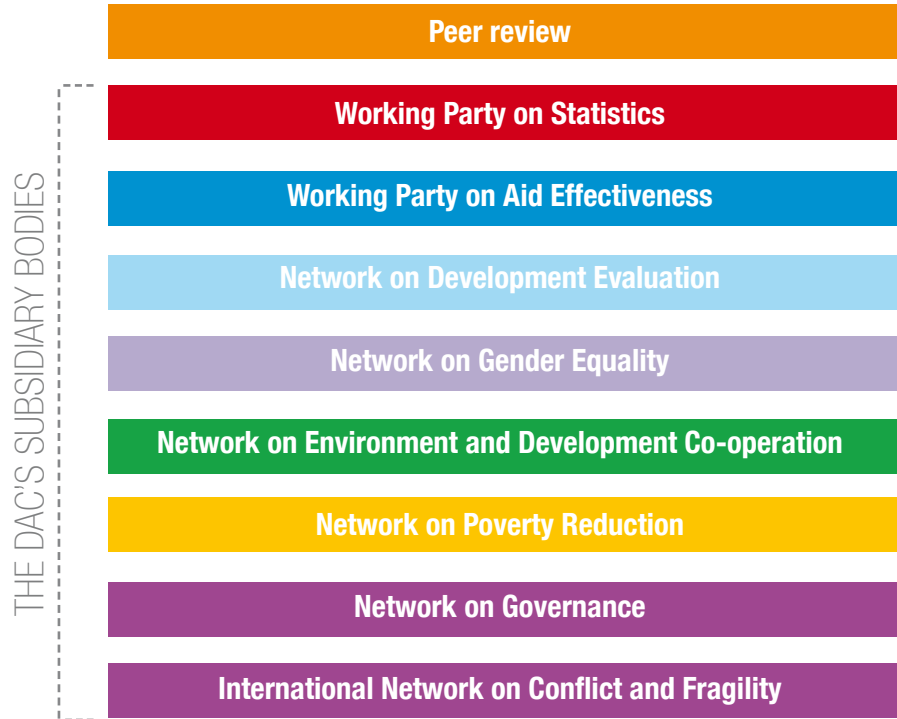 Peer review
THE DAC'S SUBSIDIARY BODIES
Working Party on Statistics
Working Party on Aid Effectiveness
Network on Development Evaluation
Network on Gender Equality
Network on Environment and Development Co-operation
Network on Poverty Reduction
Network on Governance
International Network on Conflict and Fragility